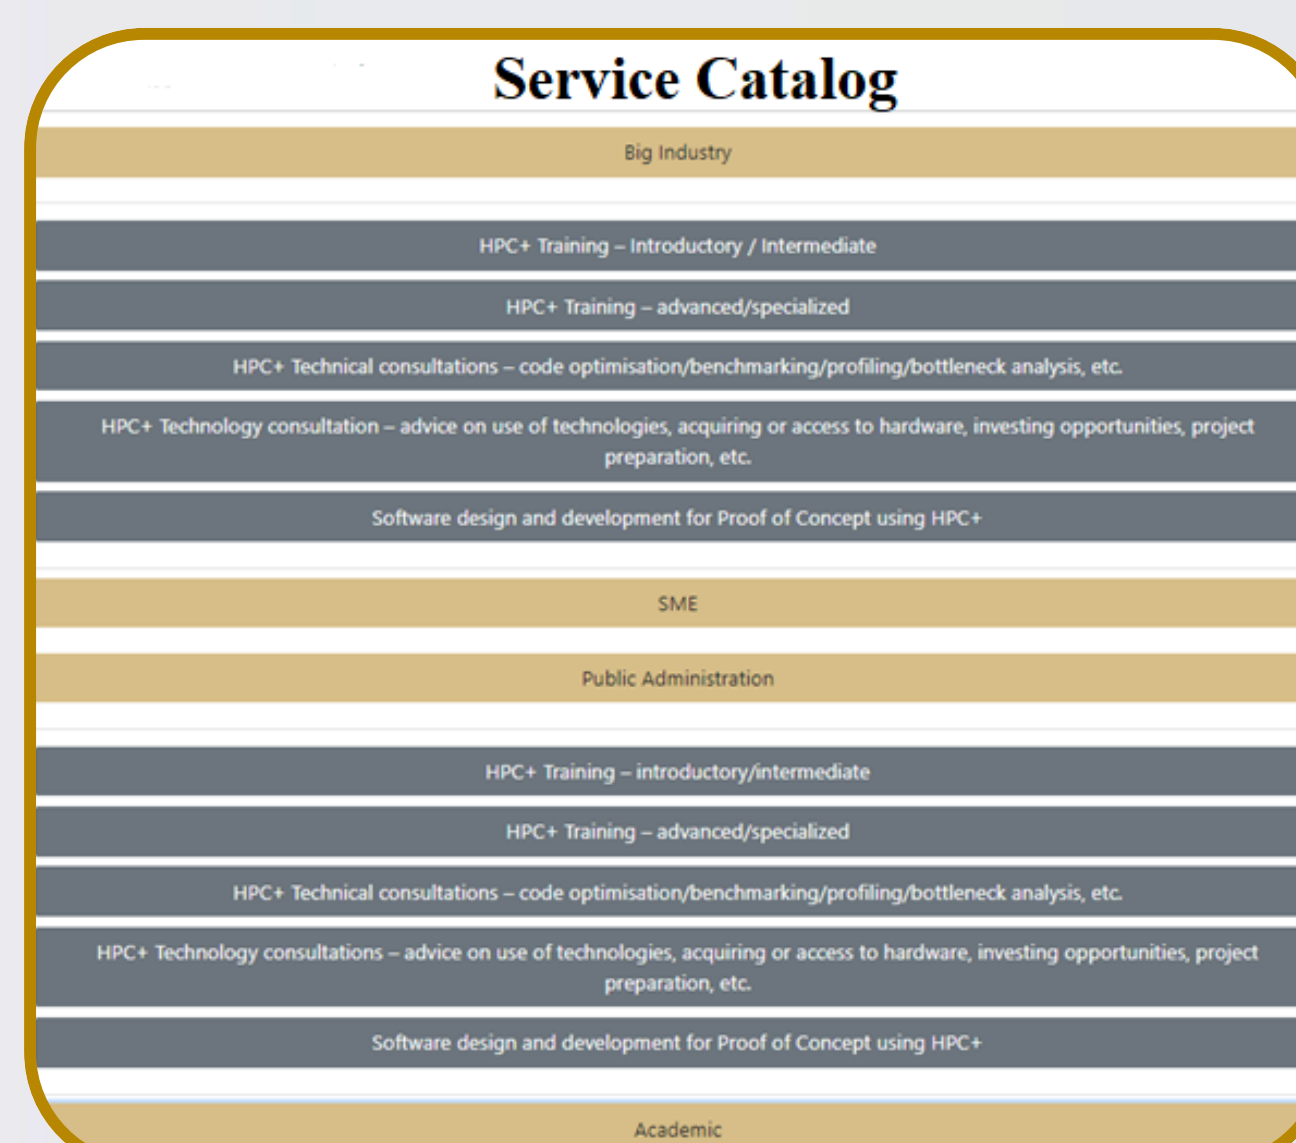 Service Catalog
Big Industry
HPC+ Training – Introductory / Intermediate
HPC+ Training – advanced/specialized
HPC+ Technical consultations – code optimisation/benchmarking/profiling/bottleneck analysis, etc.
HPC+ Technology consultation – advice on use of technologies, acquiring or access to hardware, investing opportunities, project
preparation, etc.
Software design and development for Proof of Concept using HPC+
SME
Public Administration
HPC+ Training – introductory/intermediate
HPC+ Training – advanced/specialized
HPC+ Technical consultations – code optimisation/benchmarking/profiling/bottleneck analysis, etc.
HPC+ Technology consultations – advice on use of technologies, acquiring or access to hardware, investing opportunities, project
preparation, etc.
Software design and development for Proof of Concept using HPC+
Academic